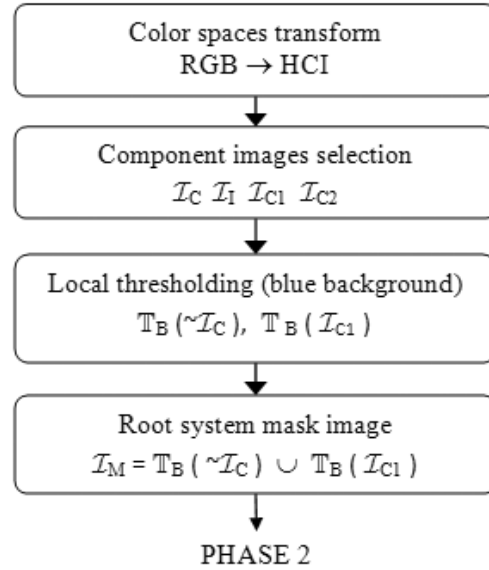 Color spaces transform
RGB → HCI
Component images selection
ℐC ℐI ℐC1 ℐC2
Local thresholding (blue background)
𝕋B (~ℐC), 𝕋B ( ℐC1 )
Root system mask image
ℐM = 𝕋B ( ~ℐC ) ∪ 𝕋B ( ℐC1 )
PHASE 2